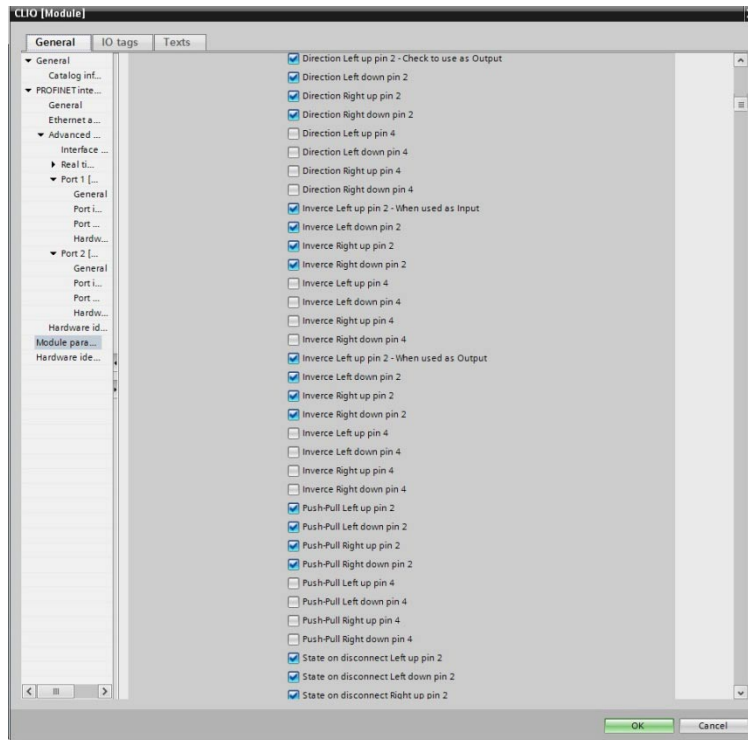 CLIO [Module]
General IO tags Texts
General
Catalog inf...
PROFINET inte...
General
Ethernet a...
Advanced ...
Interface ...
Real ti...
Port 1 [...
General
Port i...
Port ...
Hardw...
Port 2 [...
General
Port i...
Port ...
Hardw...
Hardware id...
Module para...
Hardware ide...
Direction Left up pin 2 - Check to use as Output
Direction Left down pin 2
Direction Right up pin 2
Direction Right down pin 2
Direction Left up pin 4
Direction Left down pin 4
Direction Right up pin 4
Direction Right down pin 4
Inverce Left up pin 2 - When used as Input
Inverce Left down pin 2
Inverce Right up pin 2
Inverce Right down pin 2
Inverce Left up pin 4
Inverce Left down pin 4
Inverce Right up pin 4
Inverce Right down pin 4
Inverce Left up pin 2 - When used as Output
Inverce Left down pin 2
Inverce Right up pin 2
Inverce Right down pin 2
Inverce Left up pin 4
Inverce Left down pin 4
Inverce Right up pin 4
Inverce Right down pin 4
Push-Pull Left up pin 2
Push-Pull Left down pin 2
Push-Pull Right up pin 2
Push-Pull Right down pin 2
Push-Pull Left up pin 4
Push-Pull Left down pin 4
Push-Pull Right up pin 4
Push-Pull Right down pin 4
State on disconnect Left up pin 2
State on disconnect Left down pin 2
State on disconnect Right up pin 2
OK Cancel